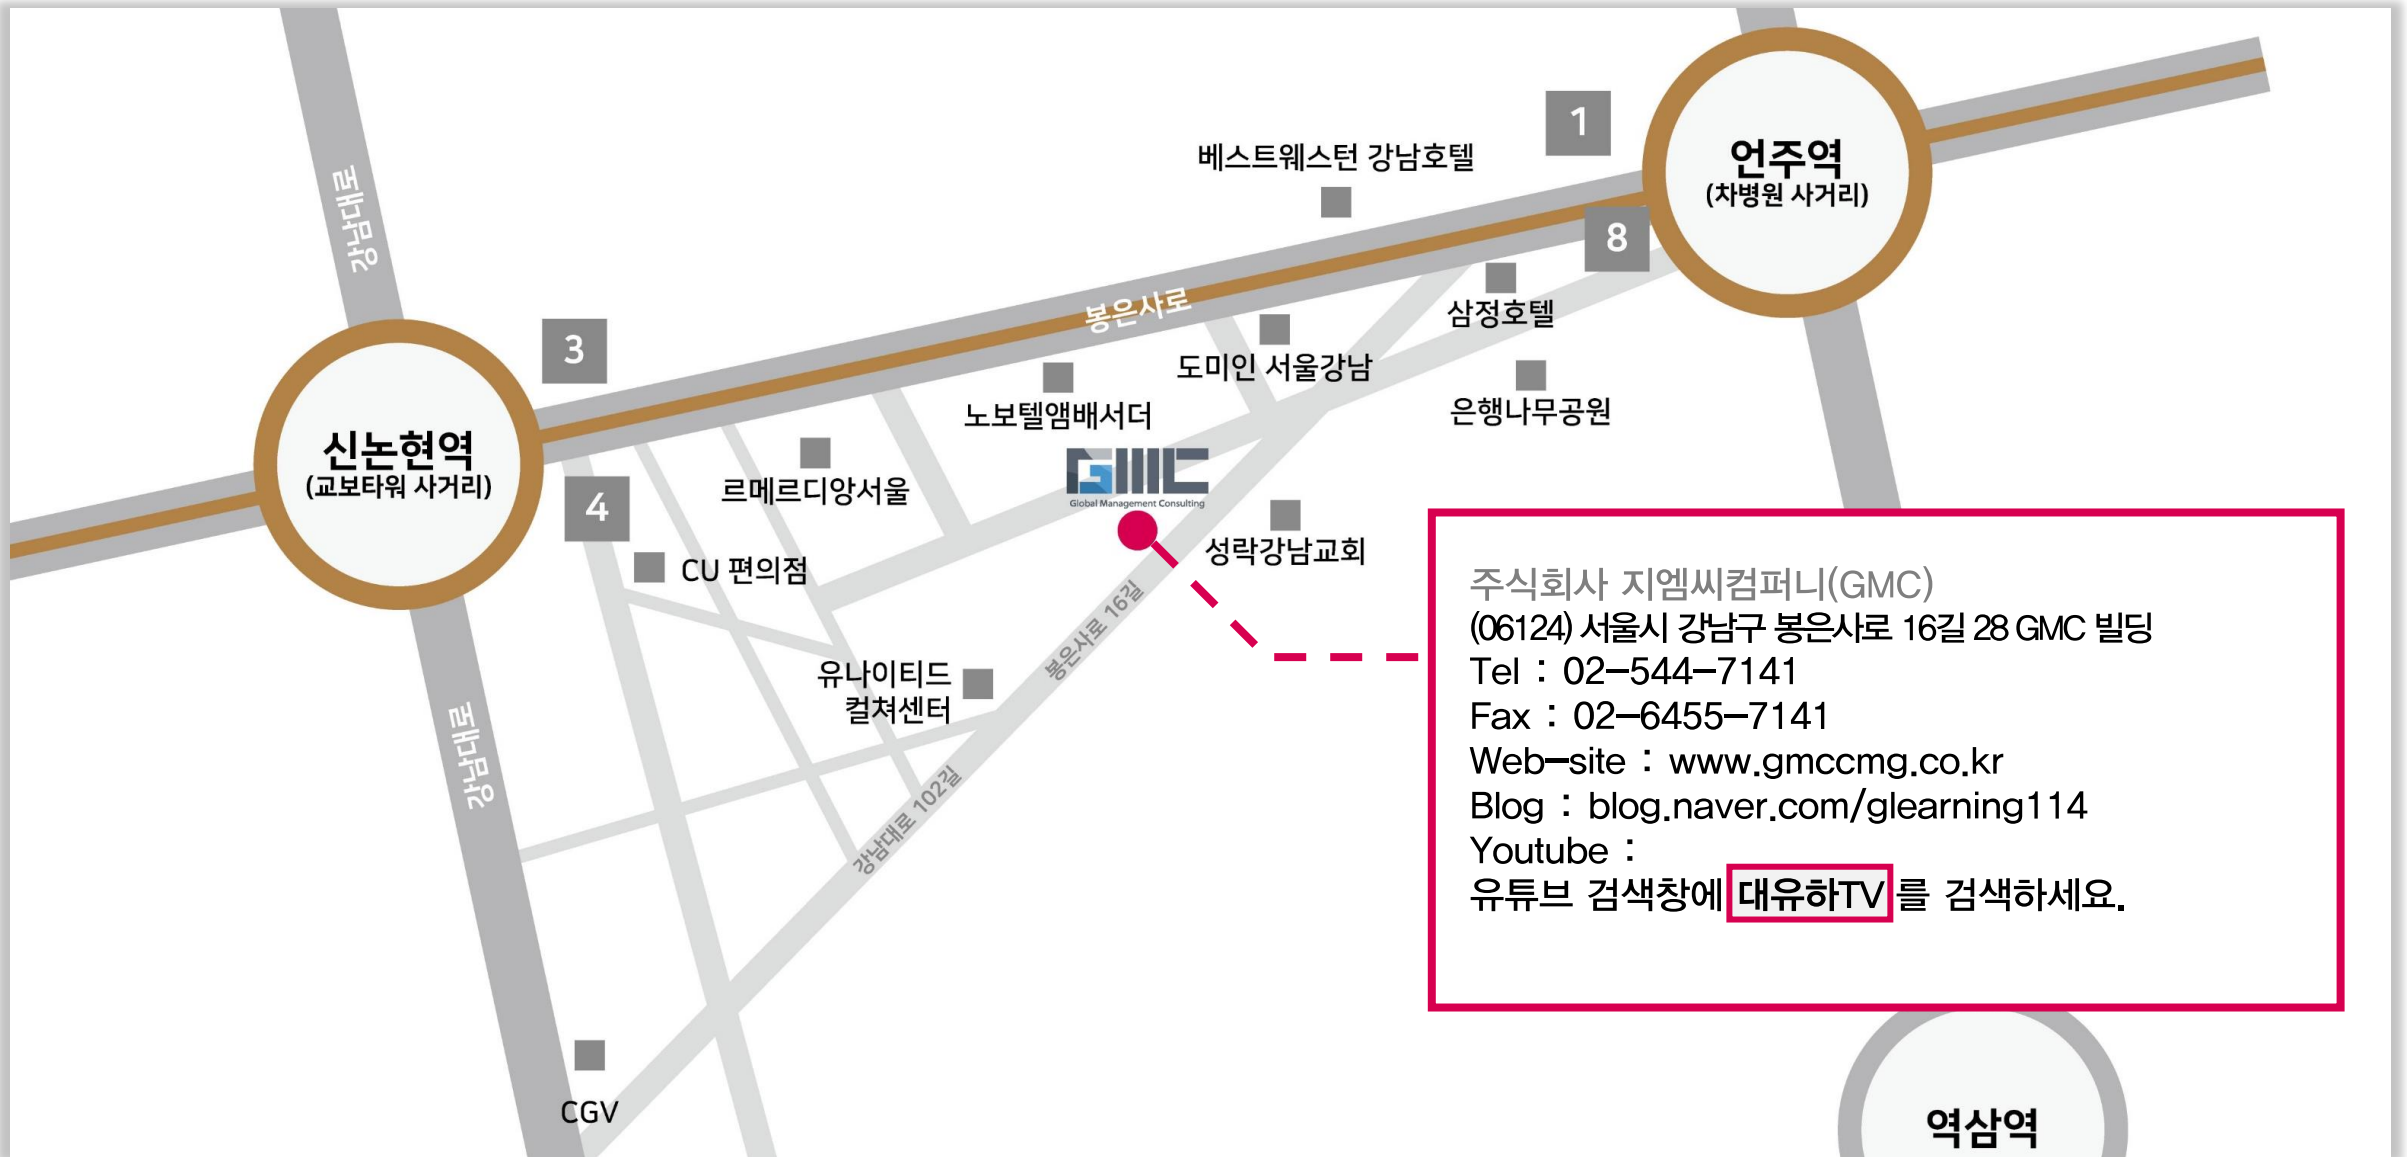 강남대로
1
언주역
(차병원 사거리)
베스트웨스턴 강남호텔
8
봉은사로
삼정호텔
3
도미인 서울강남
노보텔앰배서더
은행나무공원
신논현역
(교보타워 사거리)
르메르디앙서울
GMC
Global Management Consulting
4
성락강남교회
CU 편의점
봉은사로 16길
유나이티드
컬쳐센터
강남대로
강남대로 102길
CGV
주식회사 지엠씨컴퍼니(GMC)
(06124) 서울시 강남구 봉은사로 16길 28 GMC 빌딩
Tel : 02-544-7141
Fax : 02-6455-7141
Web-site : www.gmccmg.co.kr
Blog : blog.naver.com/glearning114
Youtube :
유튜브 검색창에 대유하TV 를 검색하세요.
역삼역